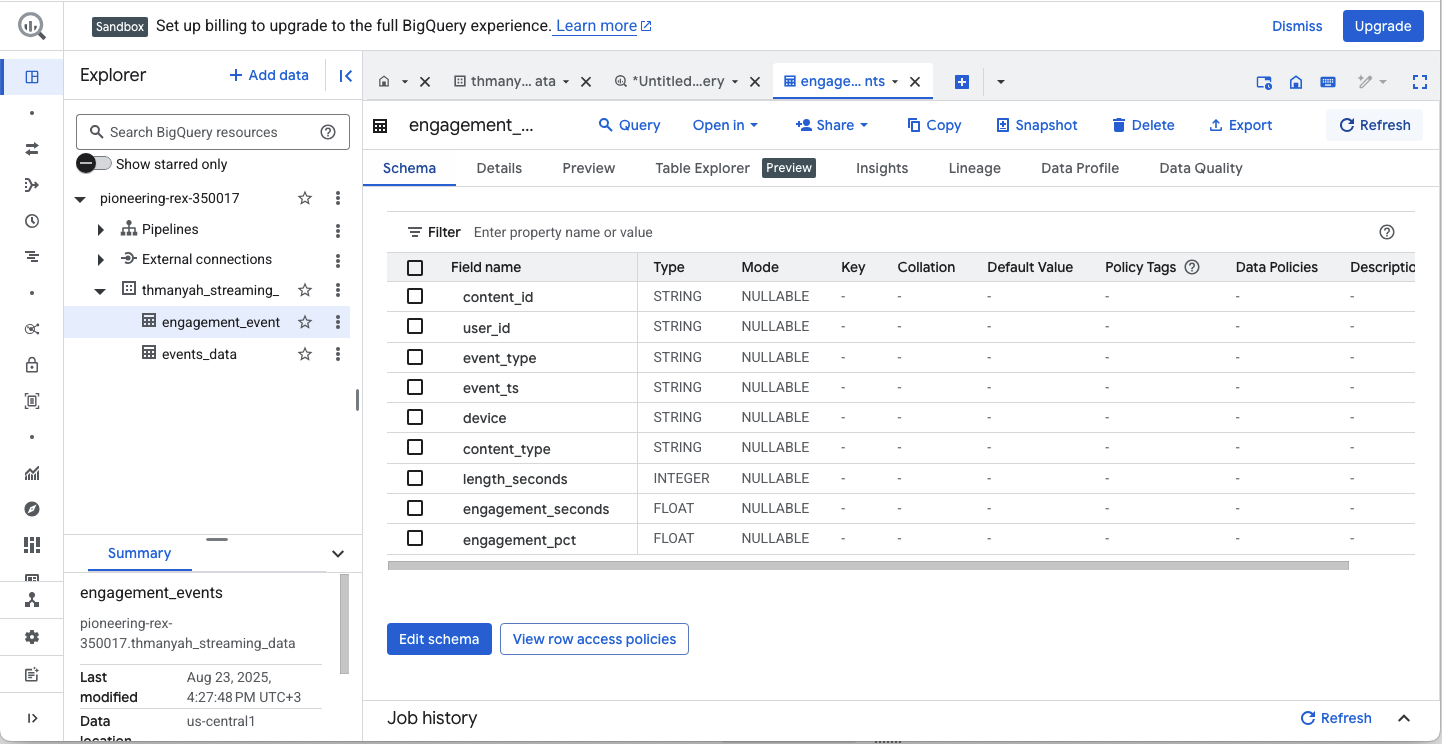 Sandbox Set up billing to upgrade to the full BigQuery experience. Learn more Dismiss Upgrade
Explorer + Add data
thmany... ata *Untitled...ery engage... nts
engagement_... Query Open in Share Copy Snapshot Delete Export Refresh
Search BigQuery resources
Show starred only
Schema Details Preview Table Explorer Preview Insights Lineage Data Profile Data Quality
pioneering-rex-350017
Pipelines
External connections
thmanyah_streaming_
engagement_event
events_data
Filter Enter property name or value
Field name Type Mode Key Collation Default Value Policy Tags Data Policies Descriptio
content_id STRING NULLABLE - - - - - -
user_id STRING NULLABLE - - - - - -
event_type STRING NULLABLE - - - - - -
event_ts STRING NULLABLE - - - - - -
device STRING NULLABLE - - - - - -
content_type STRING NULLABLE - - - - - -
length_seconds INTEGER NULLABLE - - - - - -
engagement_seconds FLOAT NULLABLE - - - - - -
engagement_pct FLOAT NULLABLE - - - - - -
Edit schema View row access policies
Summary
engagement_events
pioneering-rex-
350017.thmanyah_streaming_data
Last Aug 23, 2025,
modified 4:27:48 PM UTC+3
Data us-central1
location
Job history Refresh